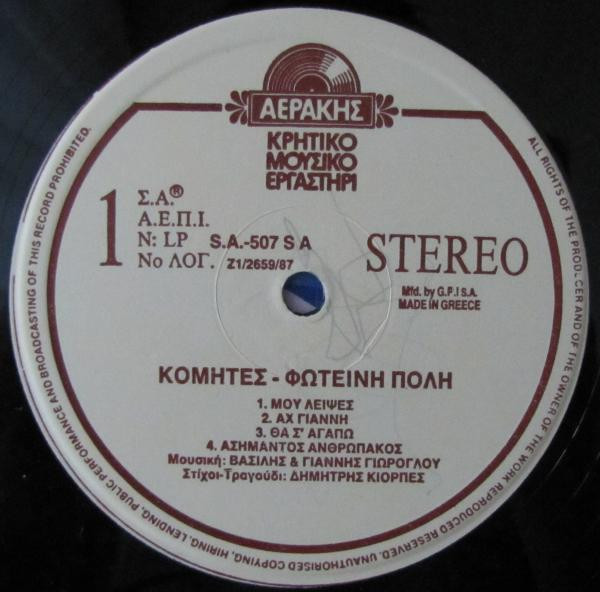 ΑΕΡΑΚΗΣ
ΚΡΗΤΙΚΟ
ΜΟΥΣΙΚΟ
ΕΡΓΑΣΤΗΡΙ
1
Σ.Α.®
Α.Ε.Π.Ι.
N: LP S.A.-507 S A
No ΛΟΓ. Z1/2659/87
STEREO
Mfd. by G.P.I S.A.
MADE IN GREECE
ΚΟΜΗΤΕΣ - ΦΩΤΕΙΝΗ ΠΟΛΗ
1. ΜΟΥ ΛΕΙΨΕΣ
2. ΑΧ ΓΙΑΝΝΗ
3. ΘΑ Σ' ΑΓΑΠΩ
4. ΑΣΗΜΑΝΤΟΣ ΑΝΘΡΩΠΑΚΟΣ
Μουσική: ΒΑΣΙΛΗΣ & ΓΙΑΝΝΗΣ ΓΙΩΡΟΓΛΟΥ
Στίχοι-Τραγούδι: ΔΗΜΗΤΡΗΣ ΚΙΟΡΠΕΣ
ALL RIGHTS OF THE PRODUCER AND OF THE OWNER OF THE WORK REPRODUCED RESERVED. UNAUTHORISED COPYING, HIRING, LENDING, PUBLIC PERFORMANCE AND BROADCASTING OF THIS RECORD PROHIBITED.